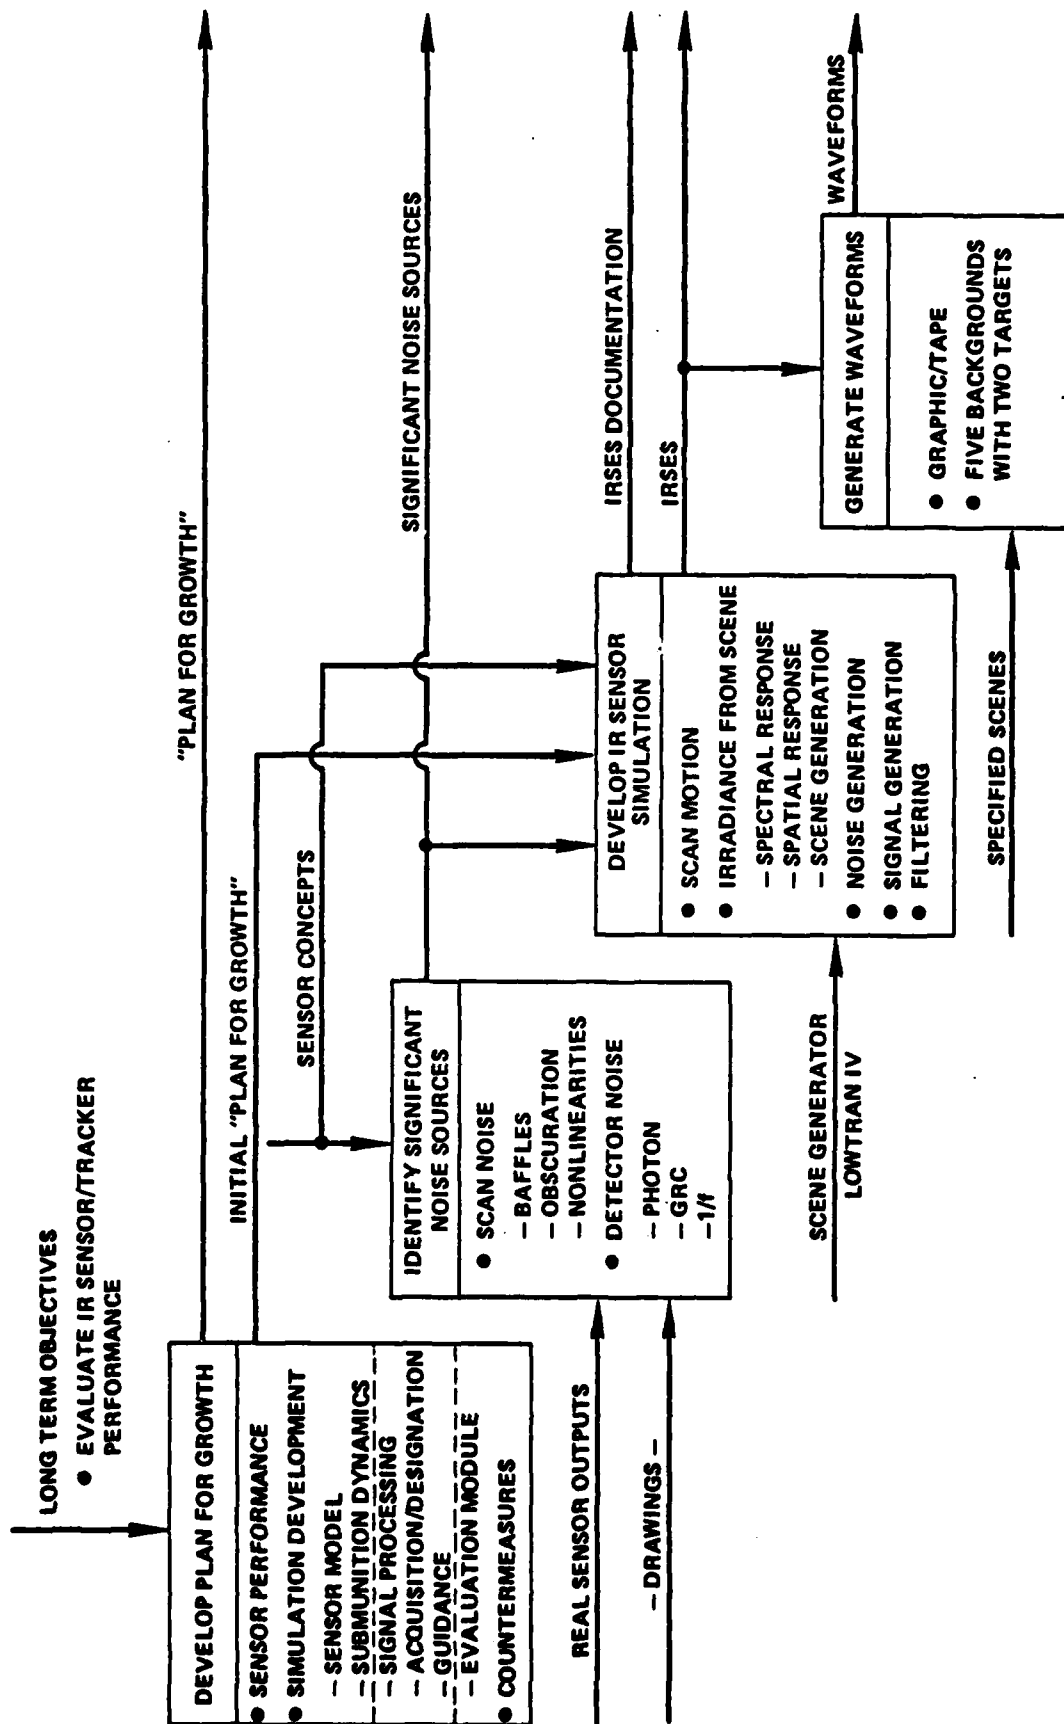 LONG TERM OBJECTIVES
● EVALUATE IR SENSOR/TRACKER
PERFORMANCE
DEVELOP PLAN FOR GROWTH
● SENSOR PERFORMANCE
● SIMULATION DEVELOPMENT
– SENSOR MODEL
– SUBMUNITION DYNAMICS
– SIGNAL PROCESSING
– ACQUISITION/DESIGNATION
– GUIDANCE
– EVALUATION MODULE
● COUNTERMEASURES
"PLAN FOR GROWTH"
INITIAL "PLAN FOR GROWTH"
SENSOR CONCEPTS
REAL SENSOR OUTPUTS
– DRAWINGS –
IDENTIFY SIGNIFICANT
NOISE SOURCES
● SCAN NOISE
– BAFFLES
– OBSCURATION
– NONLINEARITIES
● DETECTOR NOISE
– PHOTON
– GRC
– 1/f
SIGNIFICANT NOISE SOURCES
SCENE GENERATOR
LOWTRAN IV
DEVELOP IR SENSOR
SIMULATION
● SCAN MOTION
● IRRADIANCE FROM SCENE
– SPECTRAL RESPONSE
– SPATIAL RESPONSE
– SCENE GENERATION
● NOISE GENERATION
● SIGNAL GENERATION
● FILTERING
IRSES DOCUMENTATION
IRSES
SPECIFIED SCENES
GENERATE WAVEFORMS
● GRAPHIC/TAPE
● FIVE BACKGROUNDS
WITH TWO TARGETS
WAVEFORMS